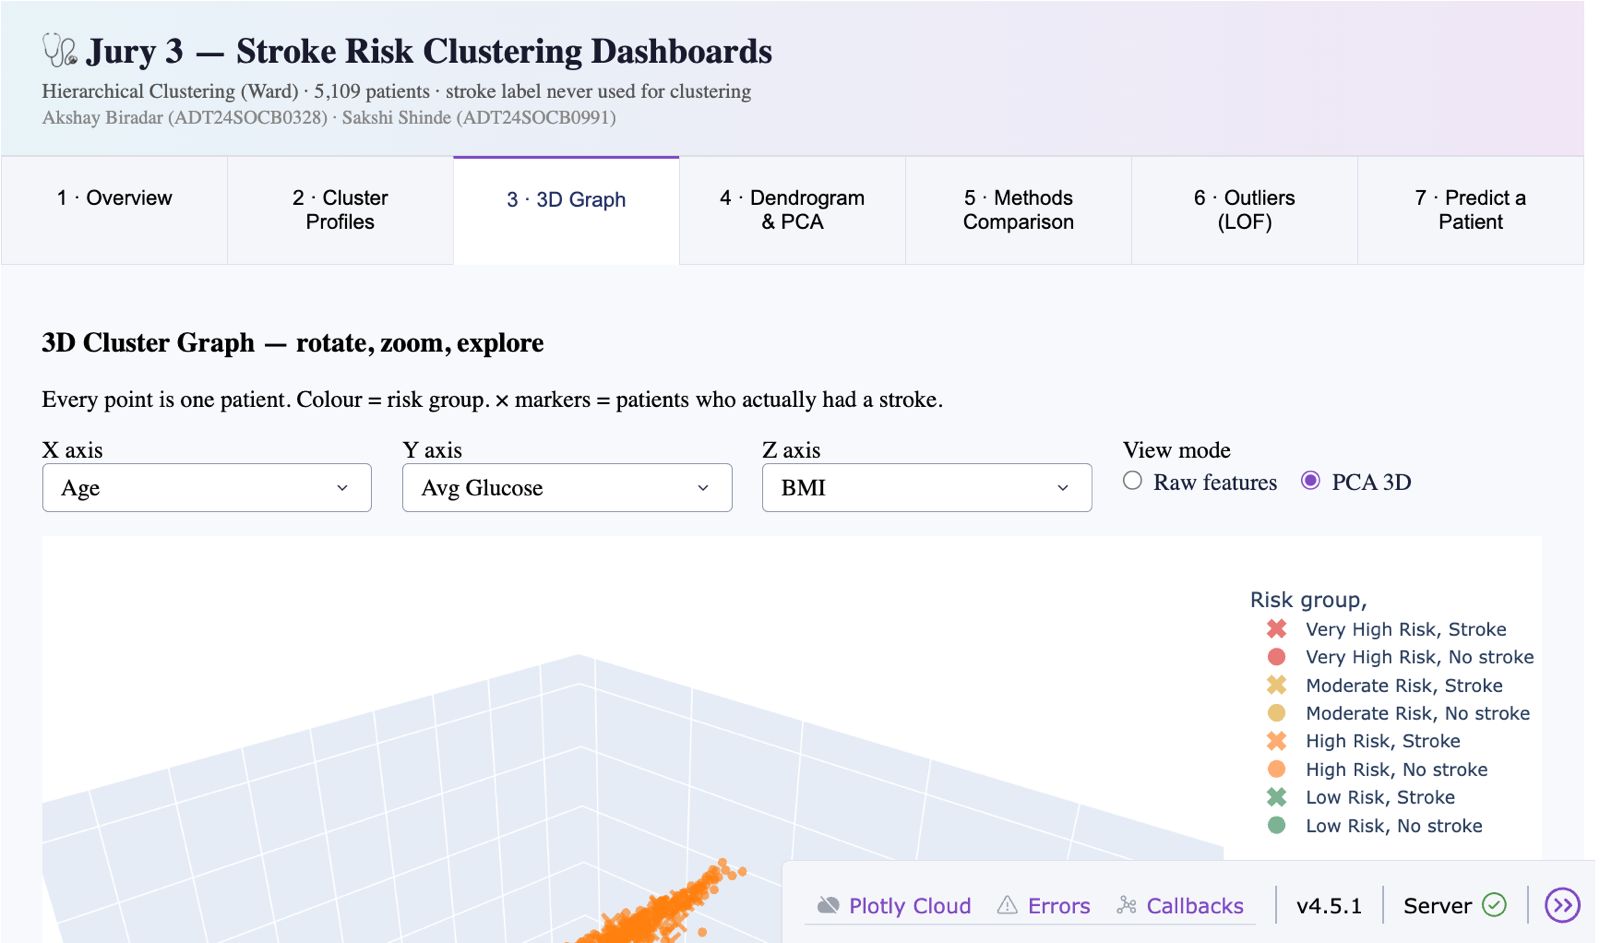 Jury 3 — Stroke Risk Clustering Dashboards
Hierarchical Clustering (Ward) · 5,109 patients · stroke label never used for clustering
Akshay Biradar (ADT24SOCB0328) · Sakshi Shinde (ADT24SOCB0991)
1 · Overview
2 · Cluster
Profiles
3 · 3D Graph
4 · Dendrogram
& PCA
5 · Methods
Comparison
6 · Outliers
(LOF)
7 · Predict a
Patient
3D Cluster Graph — rotate, zoom, explore
Every point is one patient. Colour = risk group. × markers = patients who actually had a stroke.
X axis
Age
Y axis
Avg Glucose
Z axis
BMI
View mode
Raw features
PCA 3D
Risk group,
Very High Risk, Stroke
Very High Risk, No stroke
Moderate Risk, Stroke
Moderate Risk, No stroke
High Risk, Stroke
High Risk, No stroke
Low Risk, Stroke
Low Risk, No stroke
Plotly Cloud
Errors
Callbacks
v4.5.1
Server